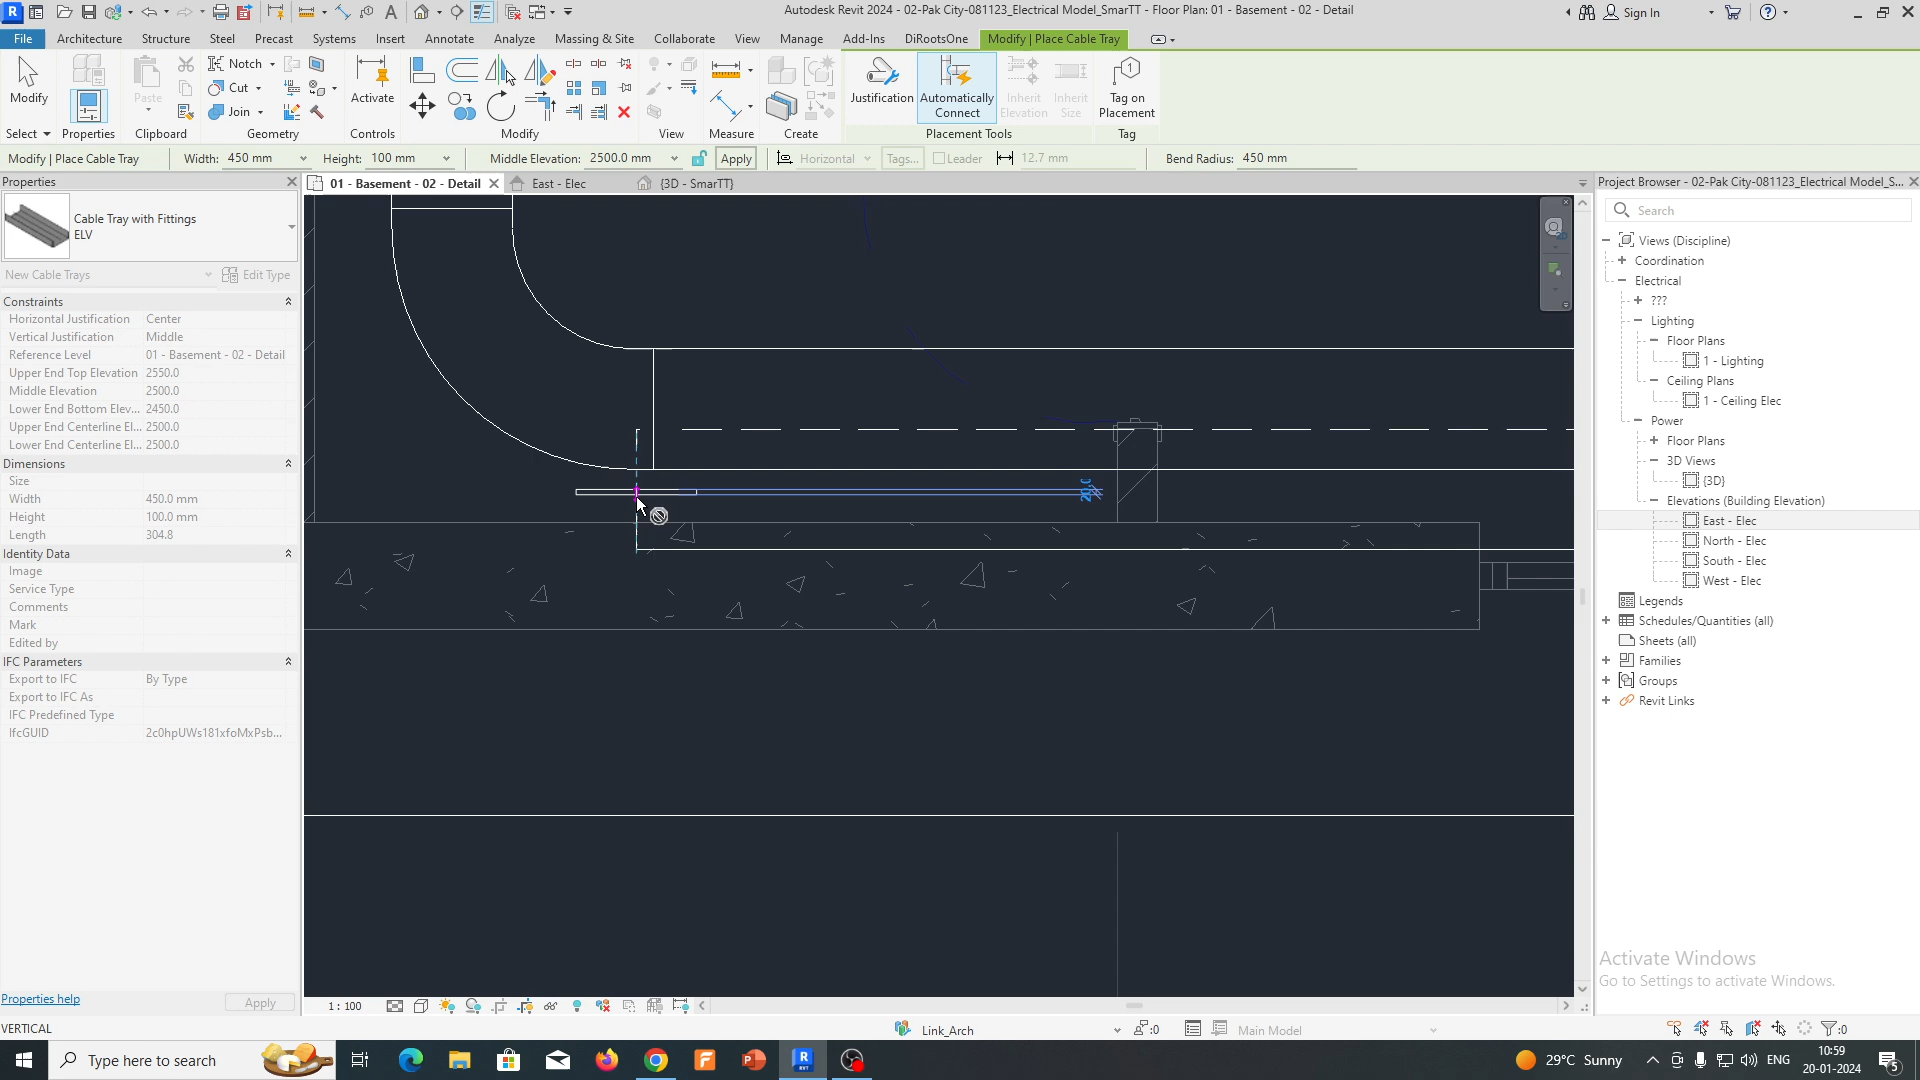 Autodesk Revit 2024 - 02-Pak City-081123_Electrical Model_SmarTT - Floor Plan: 01 - Basement - 02 - Detail
Sign In
File Architecture Structure Steel Precast Systems Insert Annotate Analyze Massing & Site Collaborate View Manage Add-Ins DiRootsOne Modify | Place Cable Tray
Modify Paste Notch Cut Join Activate Justification Automatically Connect Inherit Elevation Inherit Size Tag on Placement
Select Properties Clipboard Geometry Controls Modify View Measure Create Placement Tools Tag
Modify | Place Cable Tray Width: 450 mm Height: 100 mm Middle Elevation: 2500.0 mm Apply Horizontal Tags... Leader 12.7 mm Bend Radius: 450 mm
Properties
01 - Basement - 02 - Detail East - Elec {3D - SmarTT}
Project Browser - 02-Pak City-081123_Electrical Model_S...
Cable Tray with Fittings
ELV
New Cable Trays Edit Type
Constraints
Horizontal Justification Center
Vertical Justification Middle
Reference Level 01 - Basement - 02 - Detail
Upper End Top Elevation 2550.0
Middle Elevation 2500.0
Lower End Bottom Elev... 2450.0
Upper End Centerline El... 2500.0
Lower End Centerline El... 2500.0
Dimensions
Size
Width 450.0 mm
Height 100.0 mm
Length 304.8
Identity Data
Image
Service Type
Comments
Mark
Edited by
IFC Parameters
Export to IFC By Type
Export to IFC As
IFC Predefined Type
IfcGUID 2c0hpUWs181xfoMxPsb...
Properties help Apply
Search
Views (Discipline)
Coordination
Electrical
???
Lighting
Floor Plans
1 - Lighting
Ceiling Plans
1 - Ceiling Elec
Power
Floor Plans
3D Views
{3D}
Elevations (Building Elevation)
East - Elec
North - Elec
South - Elec
West - Elec
Legends
Schedules/Quantities (all)
Sheets (all)
Families
Groups
Revit Links
Activate Windows
Go to Settings to activate Windows.
1 : 100
VERTICAL
Link_Arch :0 Main Model :0
Type here to search
29°C Sunny ENG
10:59
20-01-2024
5